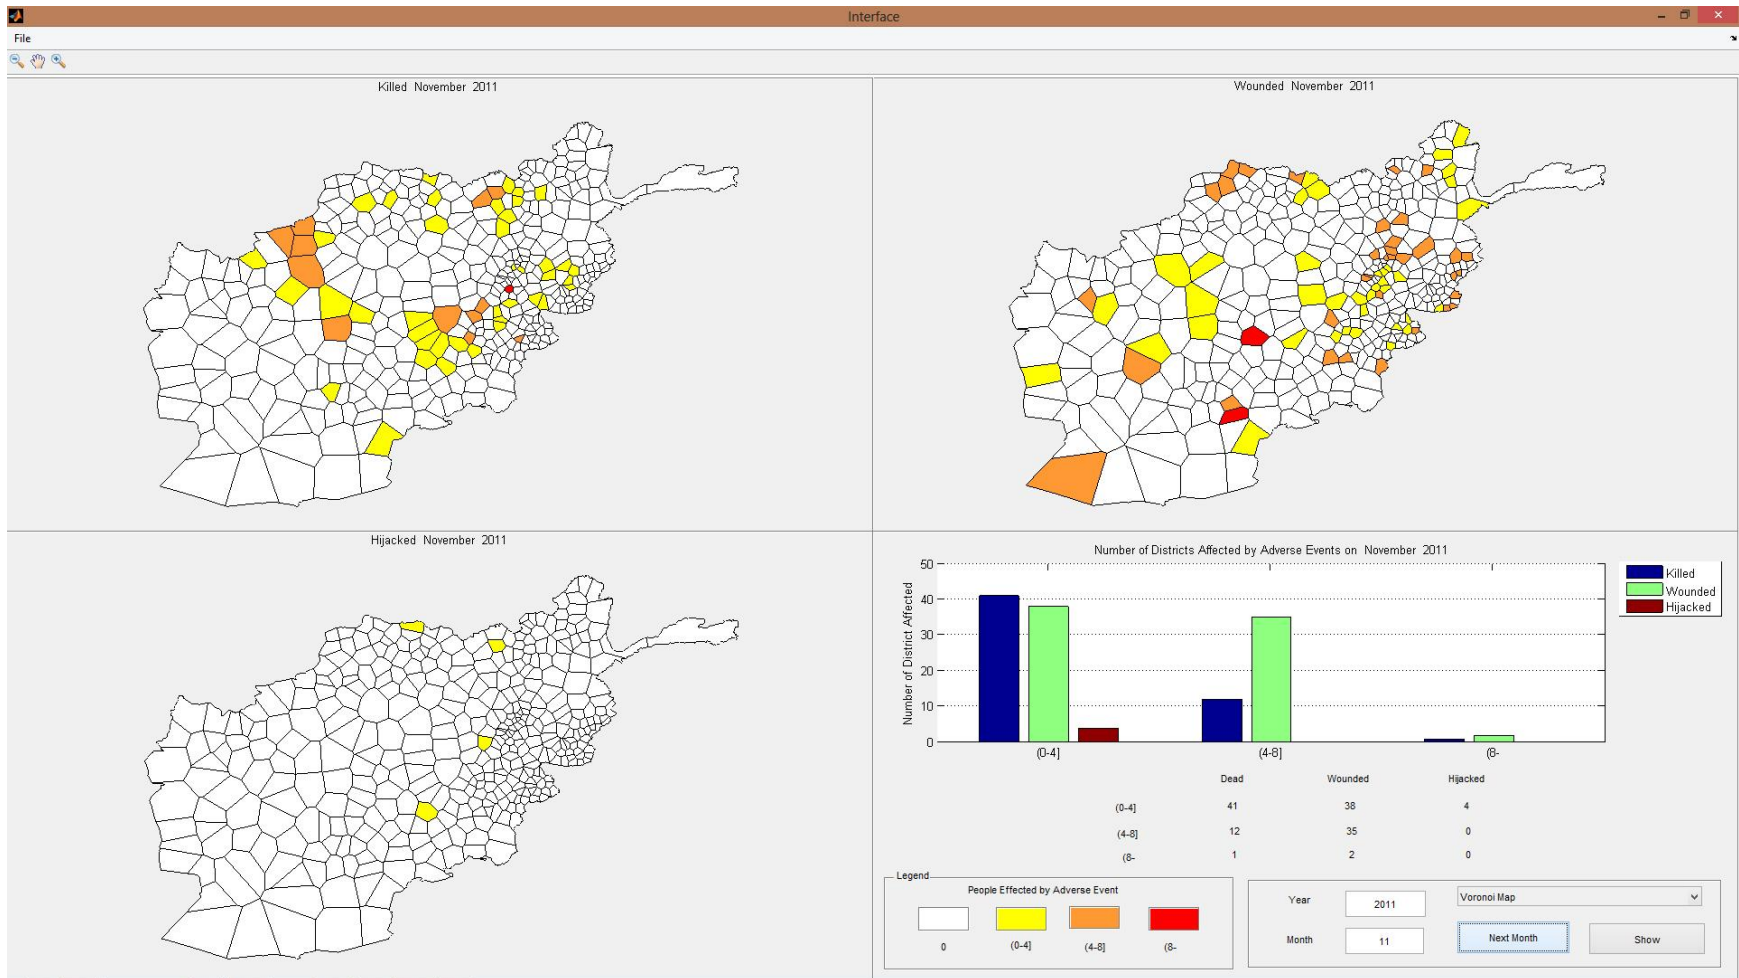 Interface
File
Killed November 2011
Wounded November 2011
Hijacked November 2011
Number of Districts Affected by Adverse Events on November 2011
Number of District Affected
50
40
30
20
10
0
(0-4]
(4-8]
(8-
Killed
Wounded
Hijacked
Dead Wounded Hijacked
(0-4] 41 38 4
(4-8] 12 35 0
(8- 1 2 0
Legend
People Effected by Adverse Event
0 (0-4] (4-8] (8-
Year 2011 Voronoi Map
Month 11 Next Month Show